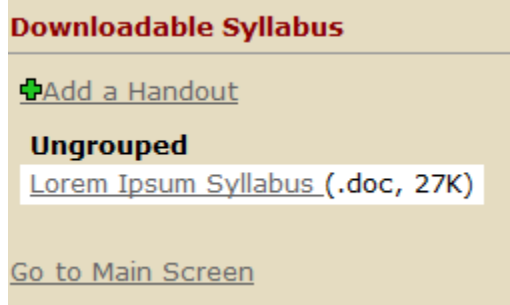 Downloadable Syllabus
Add a Handout
Ungrouped
Lorem Ipsum Syllabus (.doc, 27K)
Go to Main Screen